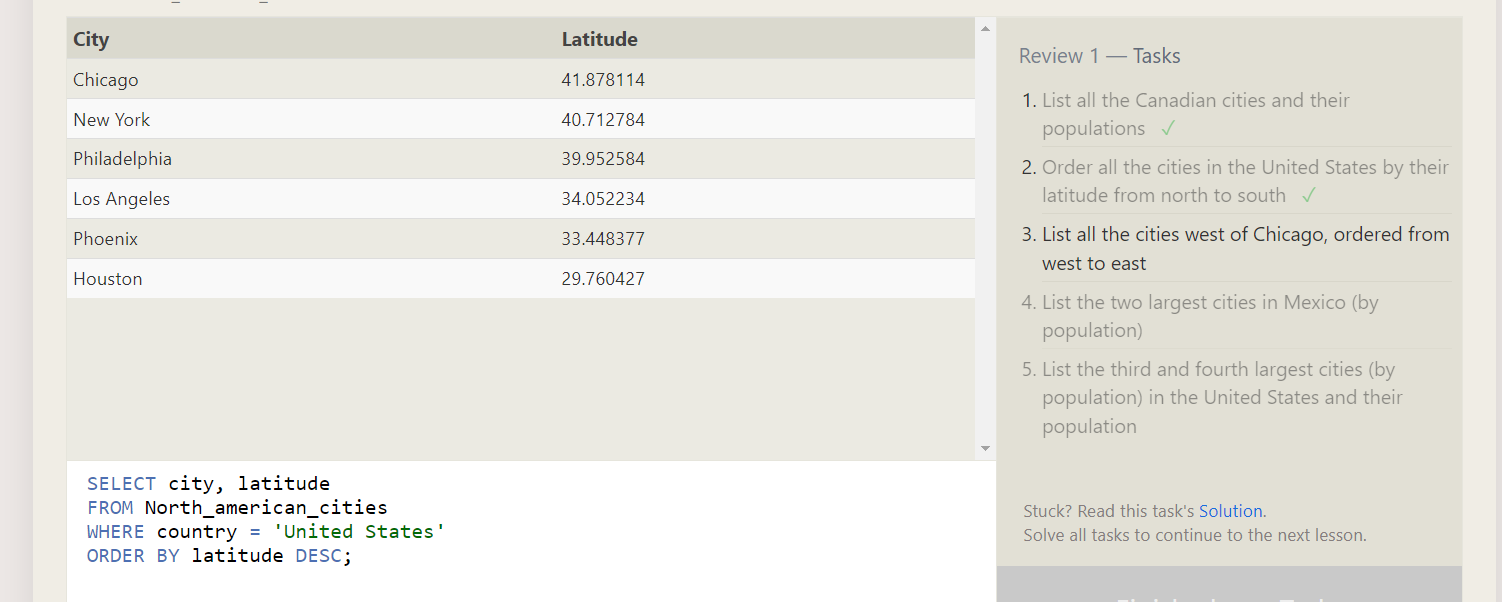 City Latitude
Chicago 41.878114
New York 40.712784
Philadelphia 39.952584
Los Angeles 34.052234
Phoenix 33.448377
Houston 29.760427
SELECT city, latitude
FROM North_american_cities
WHERE country = 'United States'
ORDER BY latitude DESC;
Review 1 — Tasks
1. List all the Canadian cities and their
populations ✓
2. Order all the cities in the United States by their
latitude from north to south ✓
3. List all the cities west of Chicago, ordered from
west to east
4. List the two largest cities in Mexico (by
population)
5. List the third and fourth largest cities (by
population) in the United States and their
population
Stuck? Read this task's Solution.
Solve all tasks to continue to the next lesson.